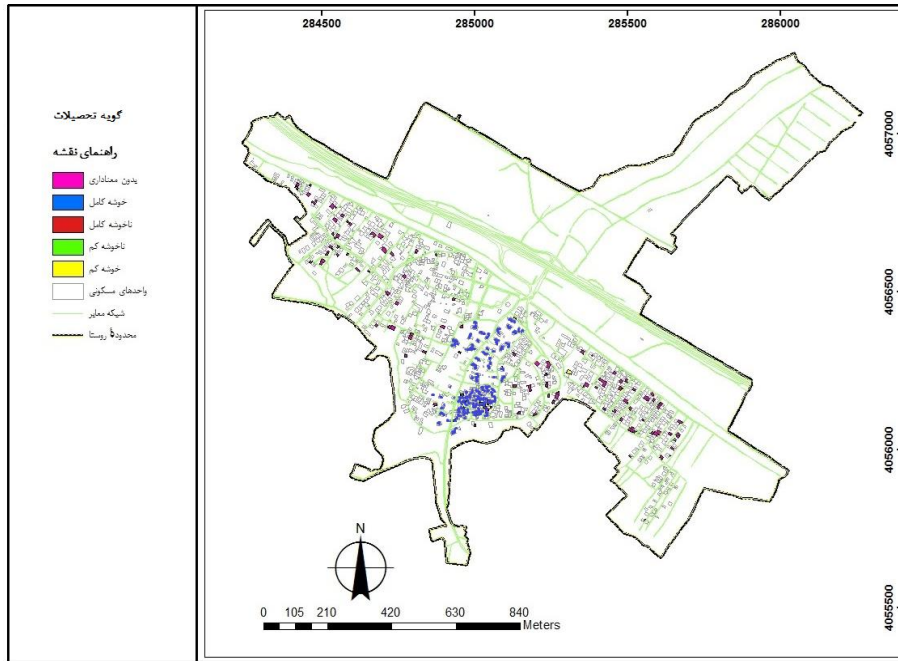 284500 285000 285500 286000
گویه تحصیلات
راهنمای نقشه
بدون معناداری
خوشه کامل
ناخوشه کامل
ناخوشه کم
خوشه کم
واحدهای مسکونی
شبکه معابر
محدودۀ روستا
4057000
4056500
4056000
4055500
N
0 105 210 420 630 840
Meters